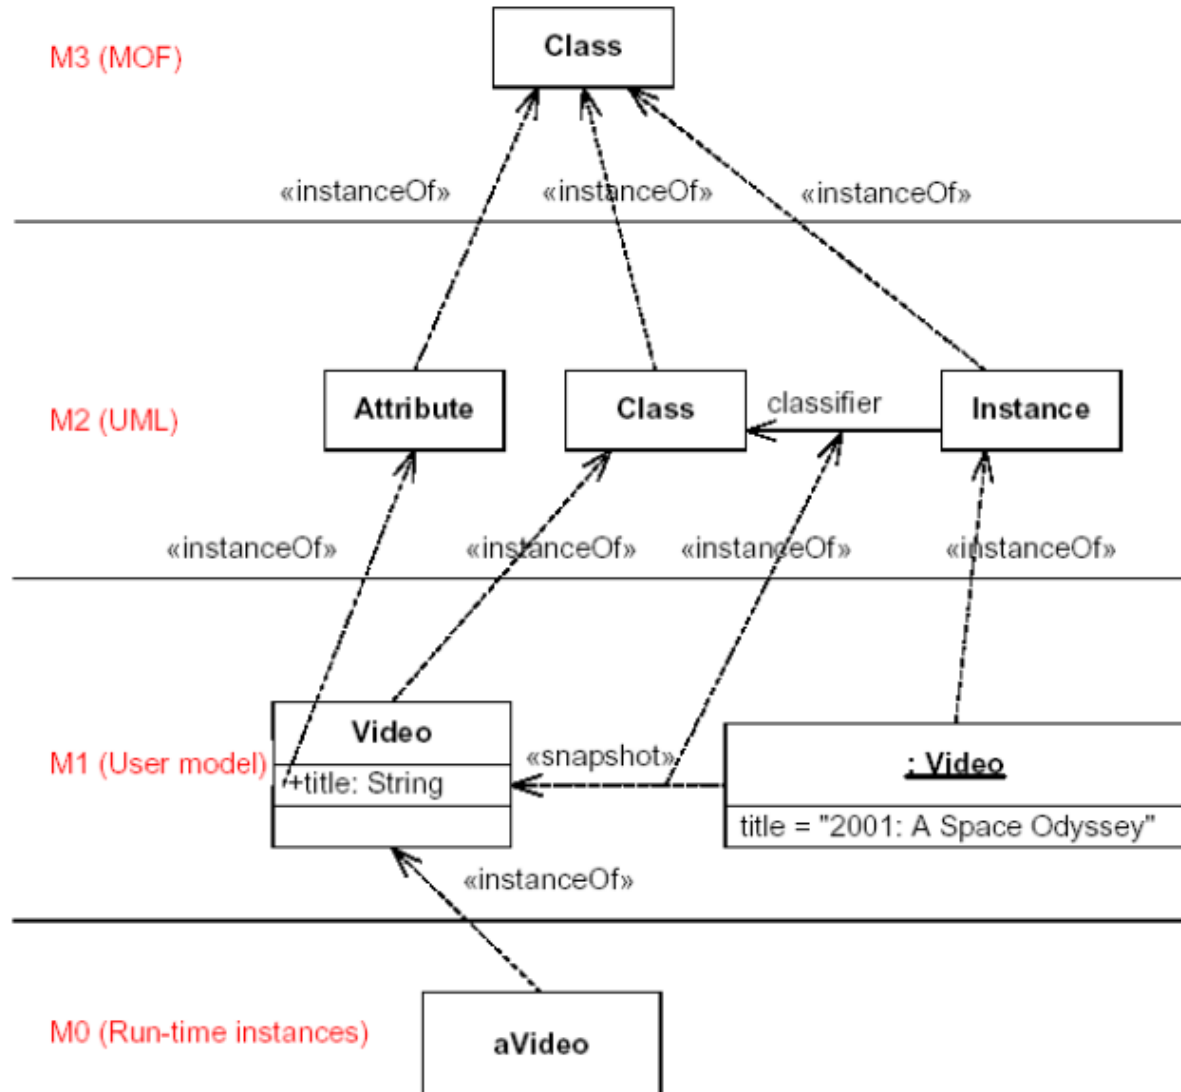 Class
M3 (MOF)
«instanceOf» «instanceOf» «instanceOf»
Attribute Class classifier Instance
M2 (UML)
«instanceOf» «instanceOf» «instanceOf» «instanceOf»
Video
«snapshot» : Video
M1 (User model)
+title: String
title = "2001: A Space Odyssey"
«instanceOf»
M0 (Run-time instances)
aVideo